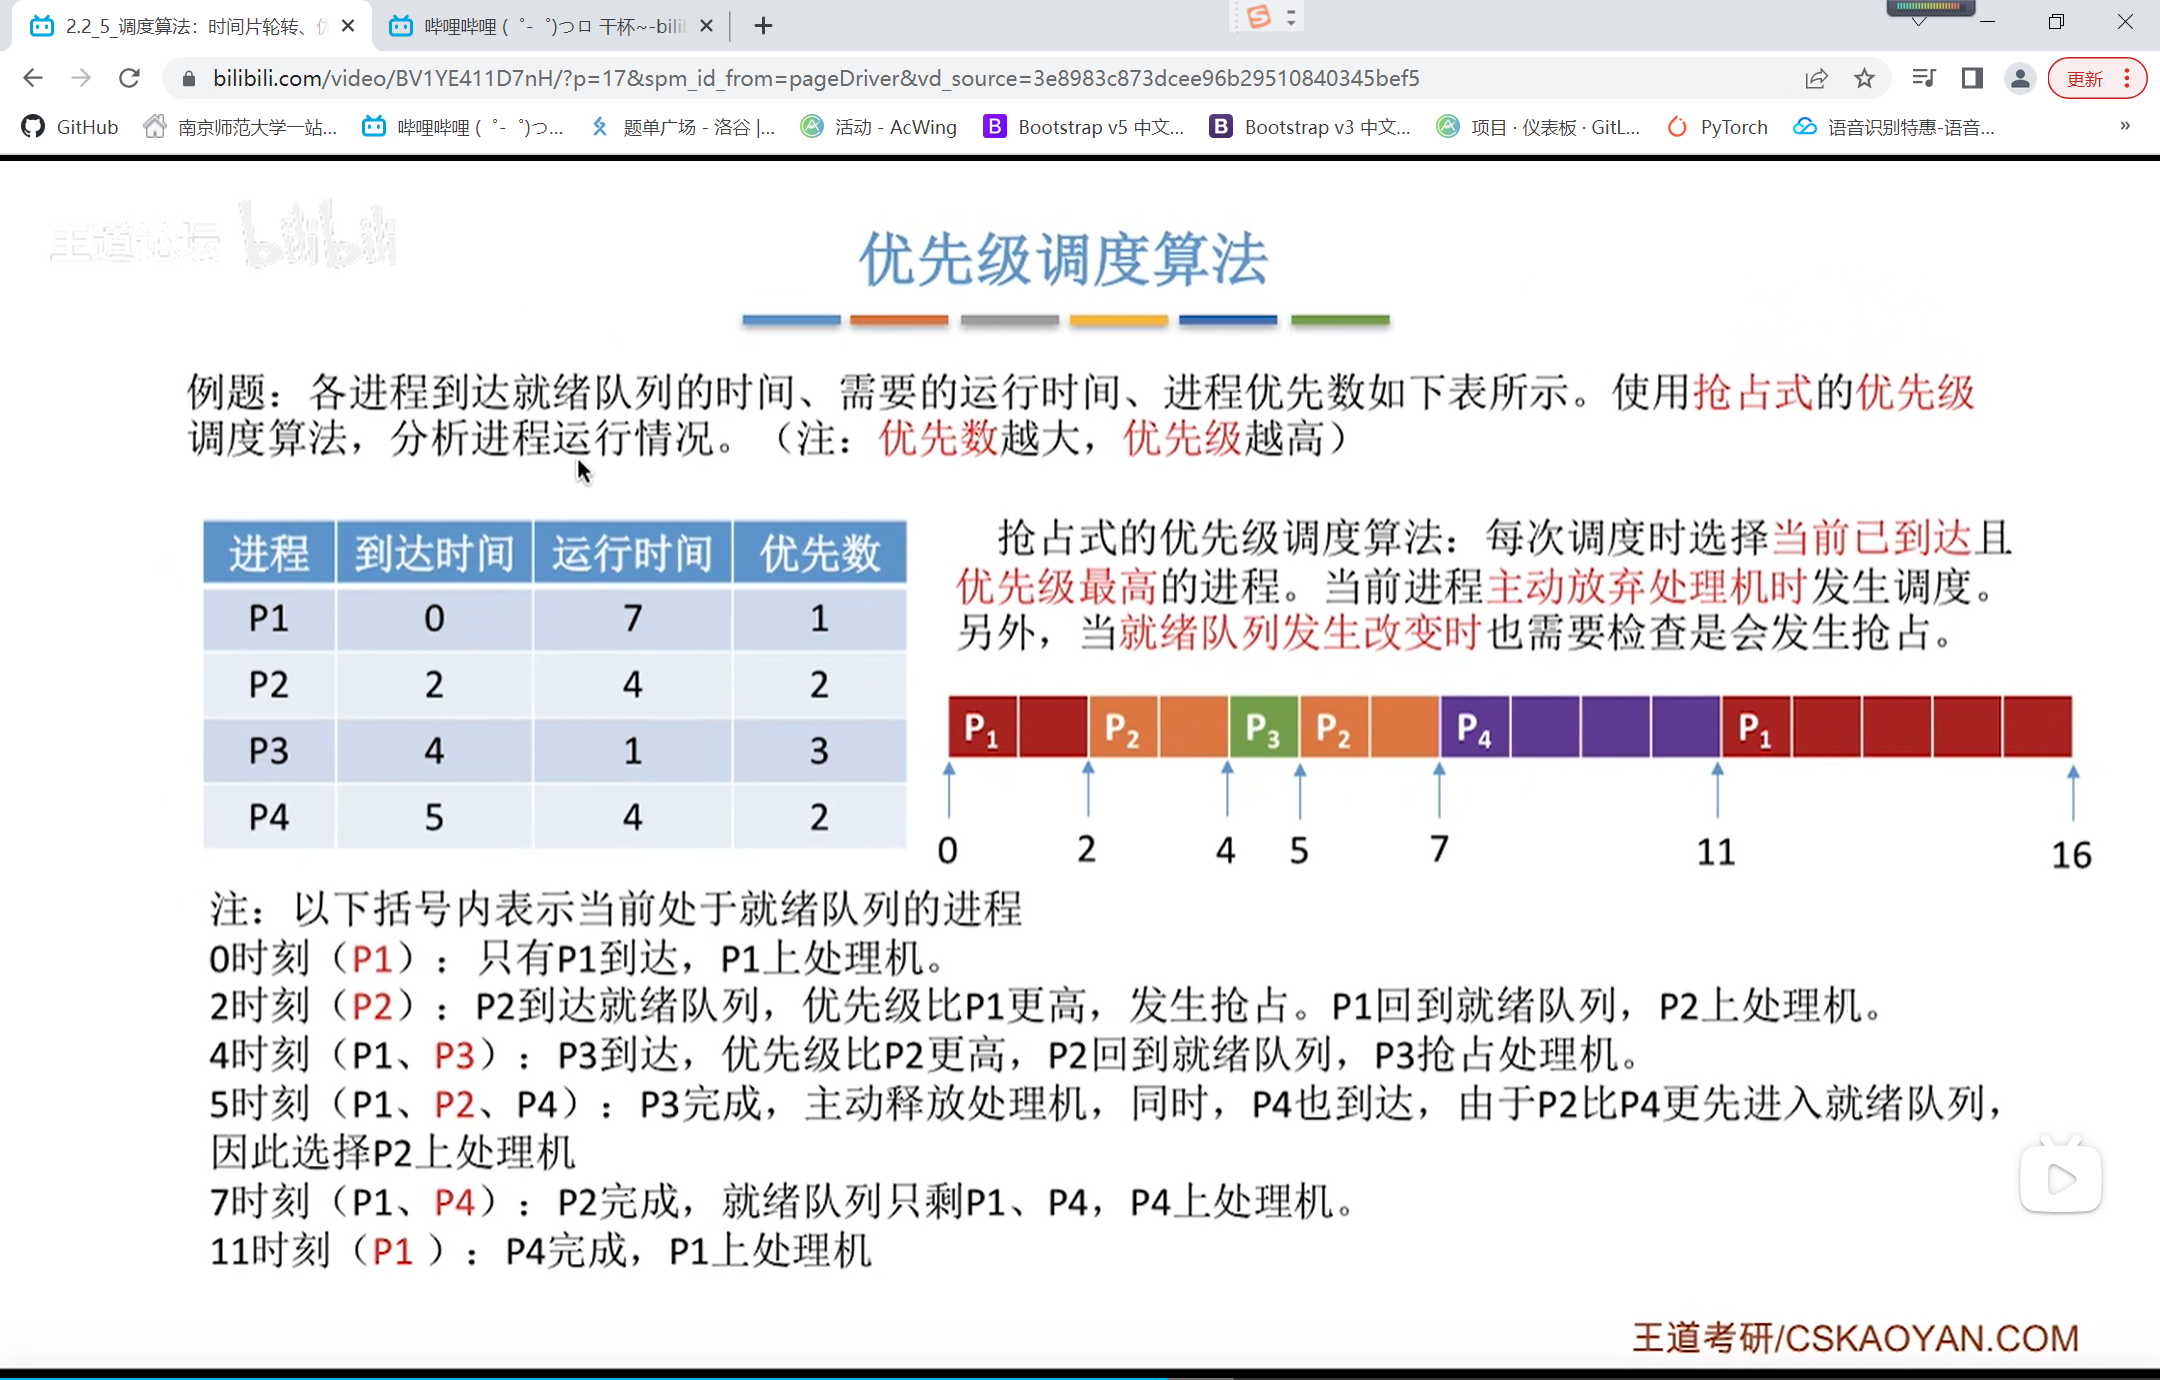 2.2_5_调度算法：时间片轮转、
哔哩哔哩 (゜-゜)つロ 干杯~-bili
bilibili.com/video/BV1YE411D7nH/?p=17&spm_id_from=pageDriver&vd_source=3e8983c873dcee96b29510840345bef5
更新
GitHub
南京师范大学一站...
哔哩哔哩 (゜-゜)つ...
题单广场 - 洛谷 |...
活动 - AcWing
Bootstrap v5 中文...
Bootstrap v3 中文...
项目 · 仪表板 · GitL...
PyTorch
语音识别特惠-语音...
»
王道论坛 bilibili
优先级调度算法
例题：各进程到达就绪队列的时间、需要的运行时间、进程优先数如下表所示。使用抢占式的优先级
调度算法，分析进程运行情况。（注：优先数越大，优先级越高）
进程 到达时间 运行时间 优先数
P1 0 7 1
P2 2 4 2
P3 4 1 3
P4 5 4 2
抢占式的优先级调度算法：每次调度时选择当前已到达且
优先级最高的进程。当前进程主动放弃处理机时发生调度。
另外，当就绪队列发生改变时也需要检查是会发生抢占。
P1 P2 P3 P2 P4 P1
0 2 4 5 7 11 16
注：以下括号内表示当前处于就绪队列的进程
0时刻（P1）：只有P1到达，P1上处理机。
2时刻（P2）：P2到达就绪队列，优先级比P1更高，发生抢占。P1回到就绪队列，P2上处理机。
4时刻（P1、P3）：P3到达，优先级比P2更高，P2回到就绪队列，P3抢占处理机。
5时刻（P1、P2、P4）：P3完成，主动释放处理机，同时，P4也到达，由于P2比P4更先进入就绪队列，
因此选择P2上处理机
7时刻（P1、P4）：P2完成，就绪队列只剩P1、P4，P4上处理机。
11时刻（P1 ）：P4完成，P1上处理机
王道考研/CSKAOYAN.COM